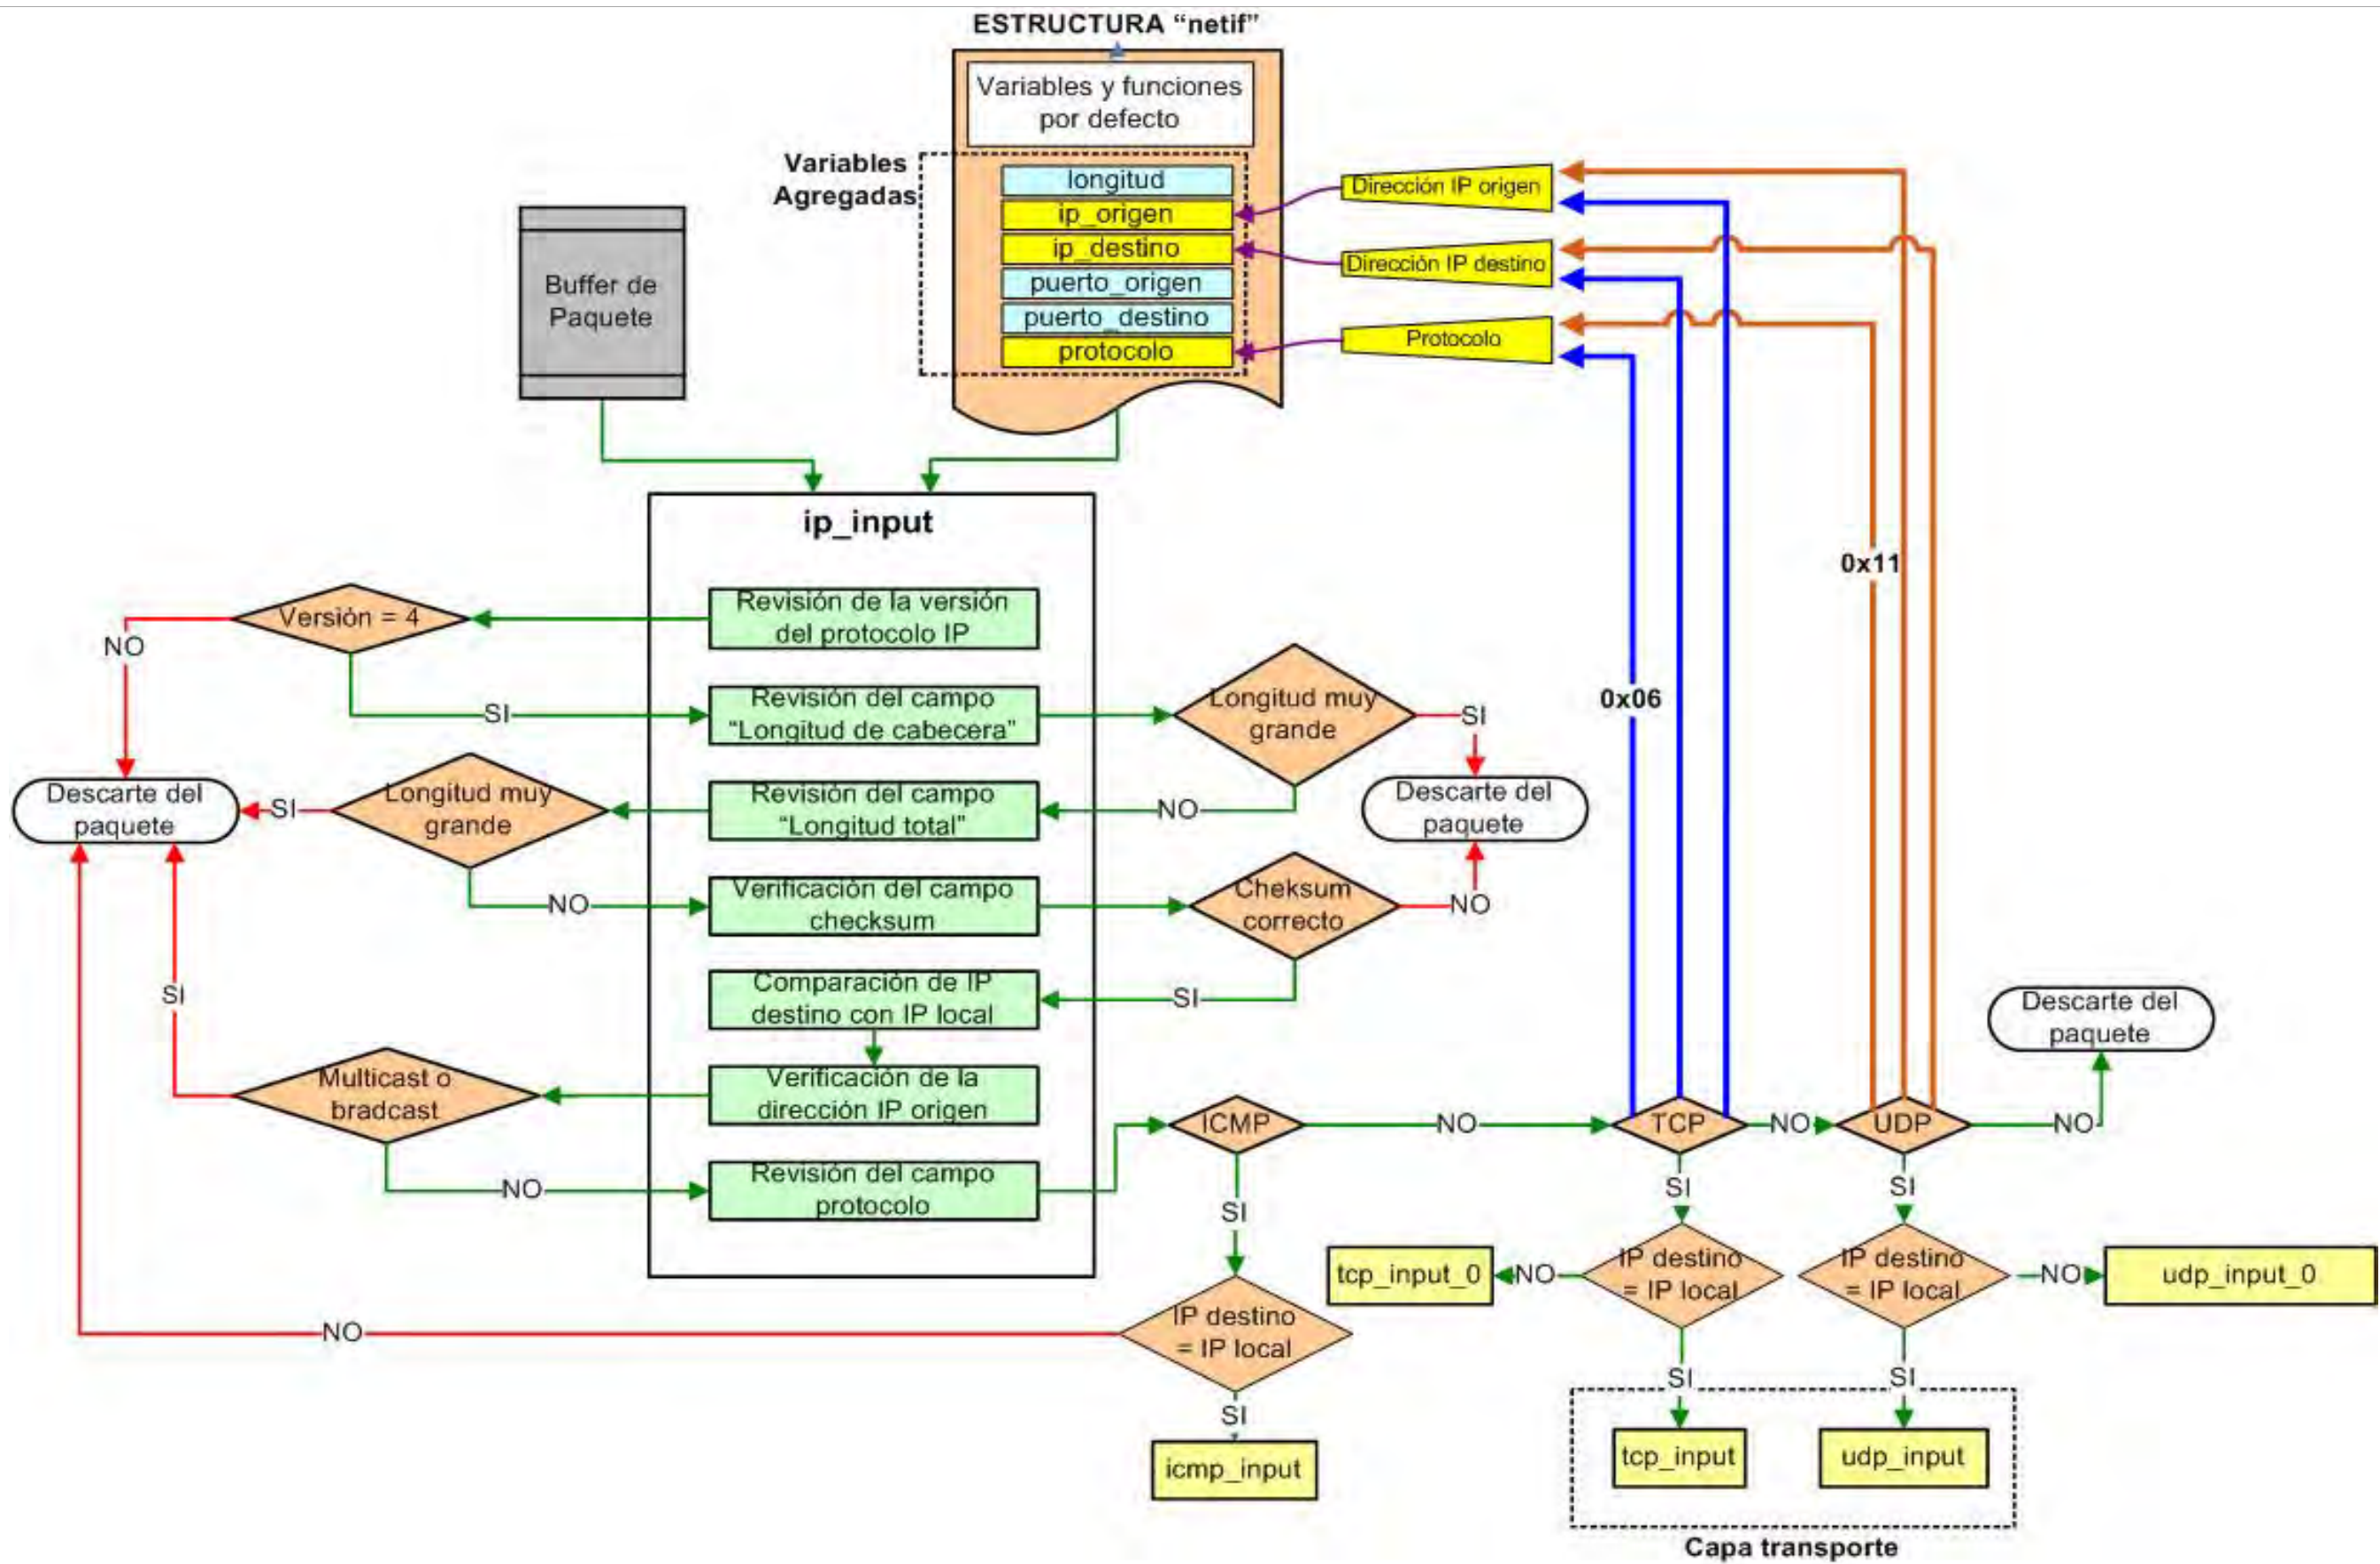 ESTRUCTURA “netif”
Variables y funciones
por defecto
Variables
Agregadas
longitud
ip_origen
ip_destino
puerto_origen
puerto_destino
protocolo
Dirección IP origen
Dirección IP destino
Protocolo
Buffer de
Paquete
ip_input
0x11
0x06
Revisión de la versión
del protocolo IP
Versión = 4
NO
SI
Revisión del campo
“Longitud de cabecera”
Longitud muy
grande
SI
Descarte del
paquete
NO
Revisión del campo
“Longitud total”
Longitud muy
grande
SI
Descarte del
paquete
NO
Verificación del campo
checksum
Cheksum
correcto
NO
SI
Comparación de IP
destino con IP local
Verificación de la
dirección IP origen
Multicast o
bradcast
SI
NO
Revisión del campo
protocolo
ICMP
NO
TCP
NO
UDP
NO
Descarte del
paquete
SI
SI
SI
IP destino
= IP local
NO
IP destino
= IP local
NO
tcp_input_0
IP destino
= IP local
NO
udp_input_0
SI
SI
SI
icmp_input
tcp_input
udp_input
Capa transporte